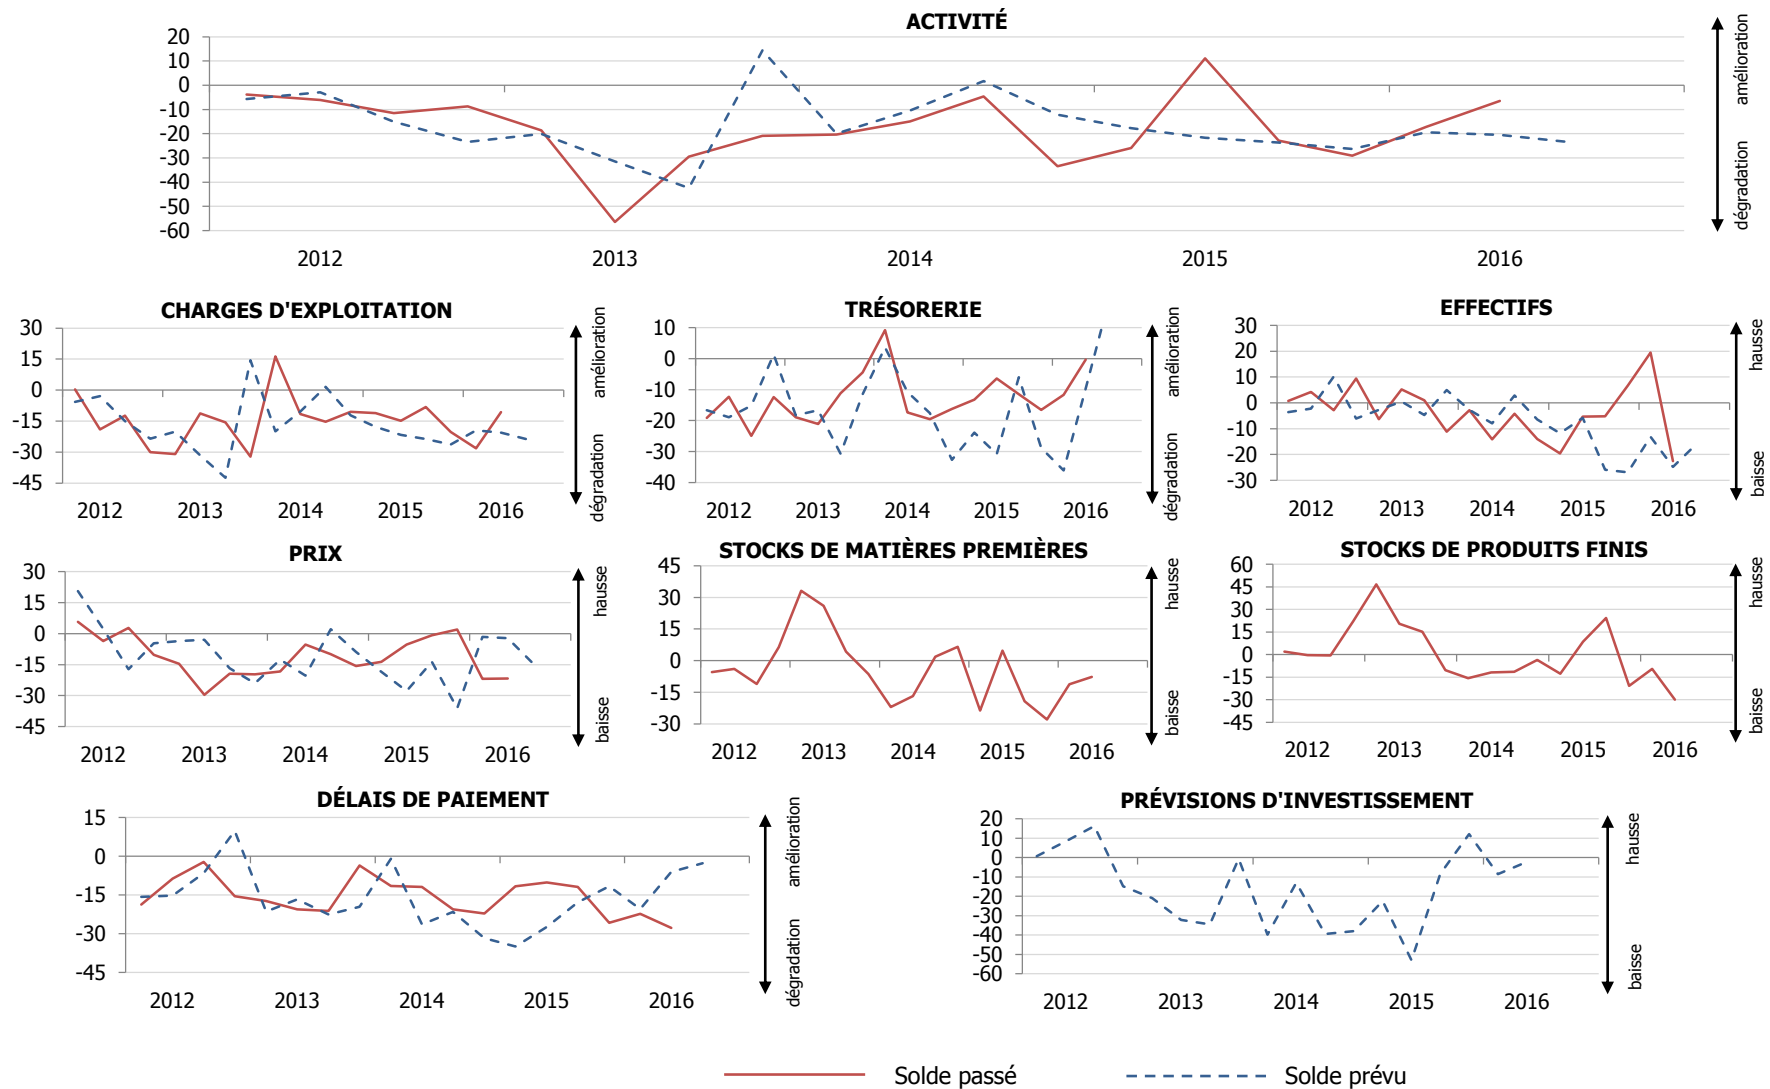 ACTIVITÉ
20
10
0
-10
-20
-30
-40
-50
-60
2012 2013 2014 2015 2016
amélioration
dégradation
CHARGES D'EXPLOITATION
30
15
0
-15
-30
-45
2012 2013 2014 2015 2016
amélioration
dégradation
TRÉSORERIE
10
0
-10
-20
-30
-40
2012 2013 2014 2015 2016
amélioration
dégradation
EFFECTIFS
30
20
10
0
-10
-20
-30
2012 2013 2014 2015 2016
hausse
baisse
PRIX
30
15
0
-15
-30
-45
2012 2013 2014 2015 2016
hausse
baisse
STOCKS DE MATIÈRES PREMIÈRES
45
30
15
0
-15
-30
2012 2013 2014 2015 2016
hausse
baisse
STOCKS DE PRODUITS FINIS
60
45
30
15
0
-15
-30
-45
2012 2013 2014 2015 2016
hausse
baisse
DÉLAIS DE PAIEMENT
15
0
-15
-30
-45
2012 2013 2014 2015 2016
amélioration
dégradation
PRÉVISIONS D'INVESTISSEMENT
20
10
0
-10
-20
-30
-40
-50
-60
2012 2013 2014 2015 2016
hausse
baisse
Solde passé Solde prévu